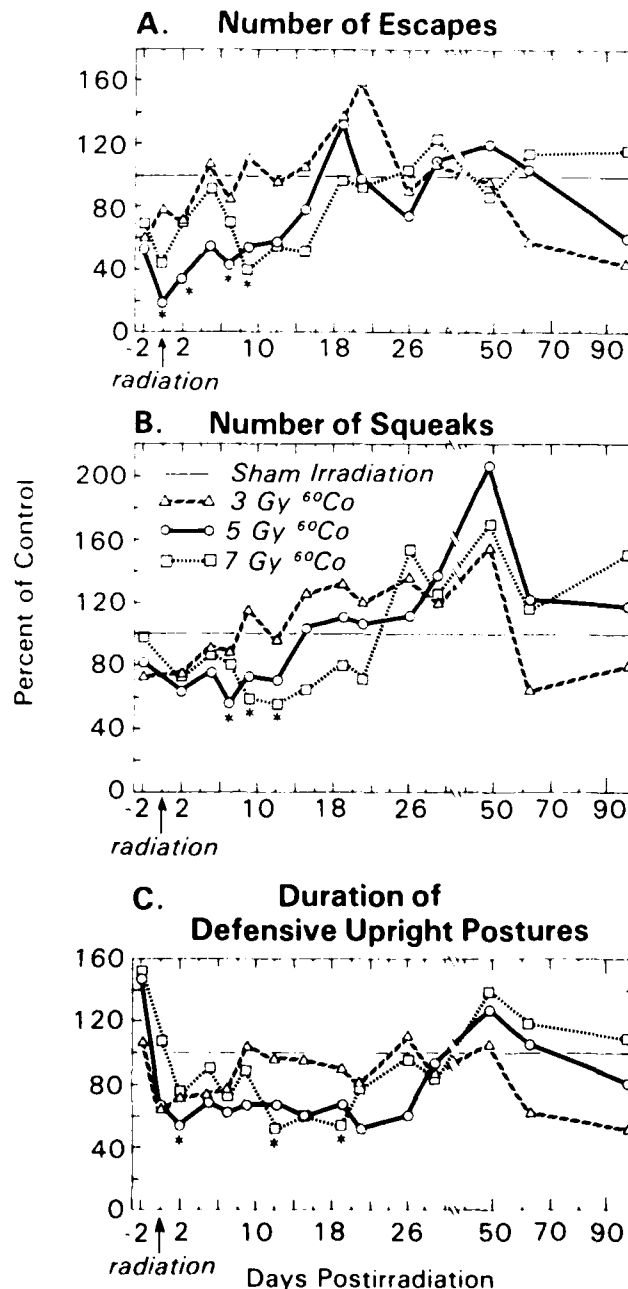 A. Number of Escapes
160
120
80
40
0
-2 2 10 18 26 50 70 90
radiation
B. Number of Squeaks
200
160
120
80
40
0
Sham Irradiation
3 Gy ⁶⁰Co
5 Gy ⁶⁰Co
7 Gy ⁶⁰Co
-2 2 10 18 26 50 70 90
radiation
Percent of Control
C. Duration of
Defensive Upright Postures
160
120
80
40
0
-2 2 10 18 26 50 70 90
radiation
Days Postirradiation